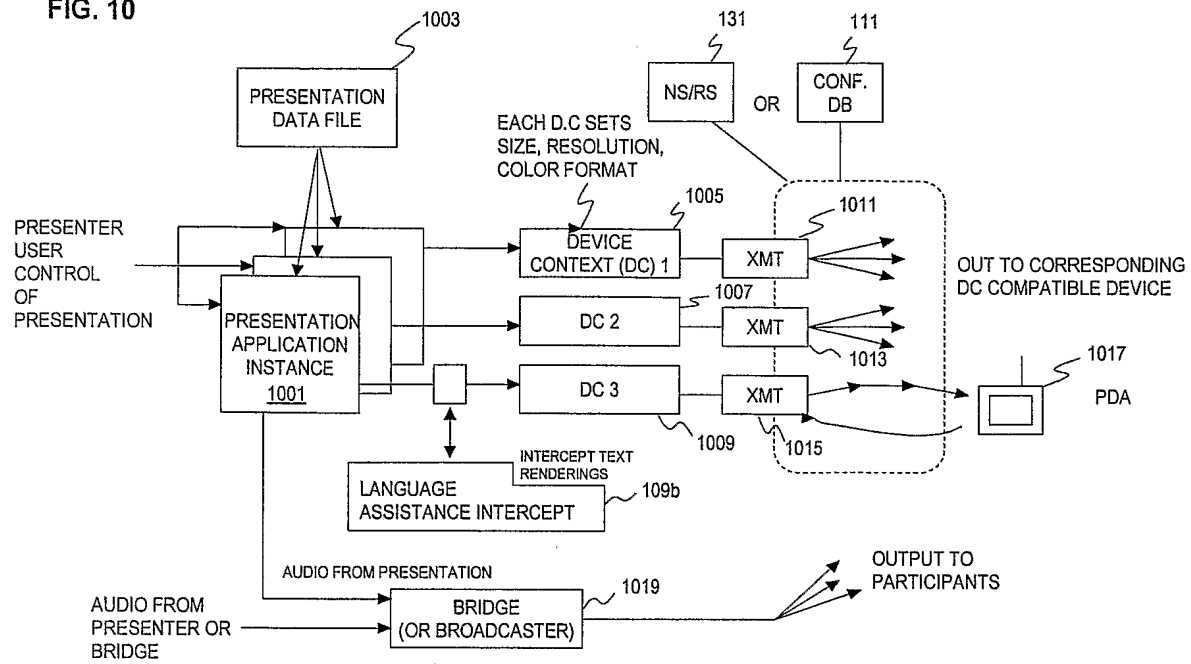 FIG. 10
1003
131
111
PRESENTATION
DATA FILE
NS/RS
OR
CONF.
DB
EACH D.C SETS
SIZE, RESOLUTION,
COLOR FORMAT
1005
1011
PRESENTER
USER
CONTROL
OF
PRESENTATION
DEVICE
CONTEXT (DC) 1
XMT
OUT TO CORRESPONDING
DC COMPATIBLE DEVICE
1007
PRESENTATION
APPLICATION
INSTANCE
1001
DC 2
XMT
1013
1017
DC 3
XMT
PDA
1009
1015
INTERCEPT TEXT
RENDERINGS
LANGUAGE
ASSISTANCE INTERCEPT
109b
AUDIO FROM PRESENTATION
1019
OUTPUT TO
PARTICIPANTS
AUDIO FROM
PRESENTER OR
BRIDGE
BRIDGE
(OR BROADCASTER)